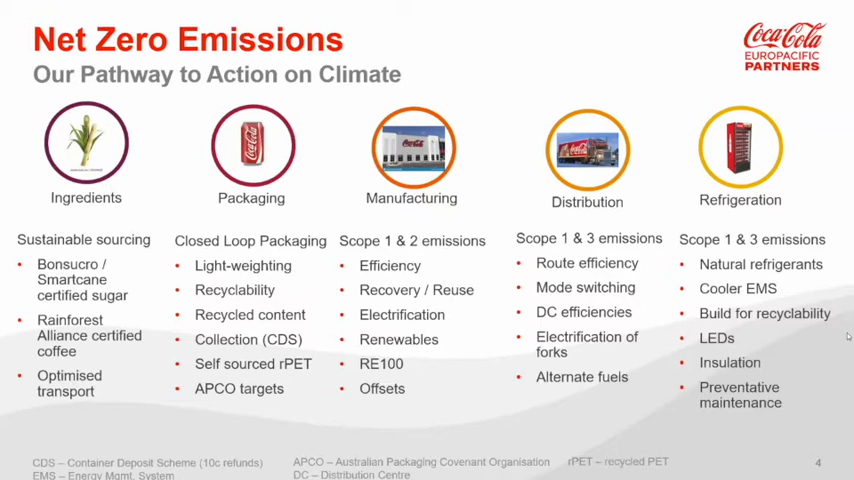 Net Zero Emissions
Our Pathway to Action on Climate
Coca-Cola
EUROPACIFIC
PARTNERS
Ingredients
Packaging
Manufacturing
Distribution
Refrigeration
Sustainable sourcing
• Bonsucro /
Smartcane
certified sugar
• Rainforest
Alliance certified
coffee
• Optimised
transport
Closed Loop Packaging
• Light-weighting
• Recyclability
• Recycled content
• Collection (CDS)
• Self sourced rPET
• APCO targets
Scope 1 & 2 emissions
• Efficiency
• Recovery / Reuse
• Electrification
• Renewables
• RE100
• Offsets
Scope 1 & 3 emissions
• Route efficiency
• Mode switching
• DC efficiencies
• Electrification of
forks
• Alternate fuels
Scope 1 & 3 emissions
• Natural refrigerants
• Cooler EMS
• Build for recyclability
• LEDs
• Insulation
• Preventative
maintenance
CDS – Container Deposit Scheme (10c refunds)
EMS – Energy Mgmt. System
APCO – Australian Packaging Covenant Organisation
DC – Distribution Centre
rPET – recycled PET
4